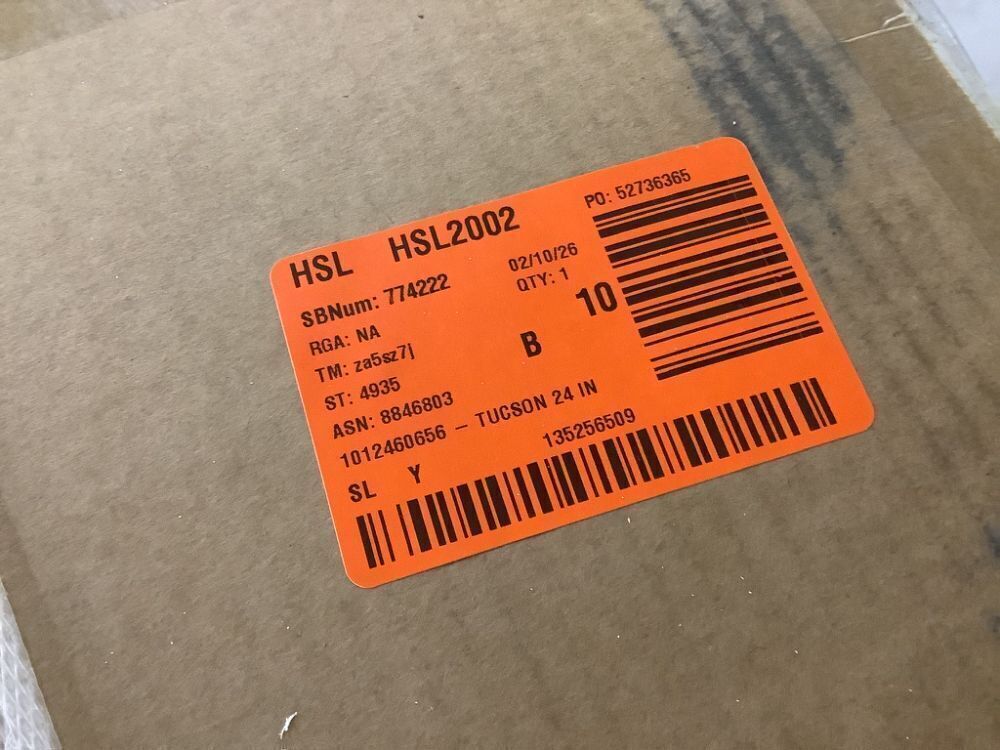 HSL HSL2002
PO: 52736365
SBNum: 774222
02/10/26
RGA: NA
QTY: 1
10
TM: za5sz7j
B
ST: 4935
ASN: 8846803
1012460656 – TUCSON 24 IN
SL Y
135256509